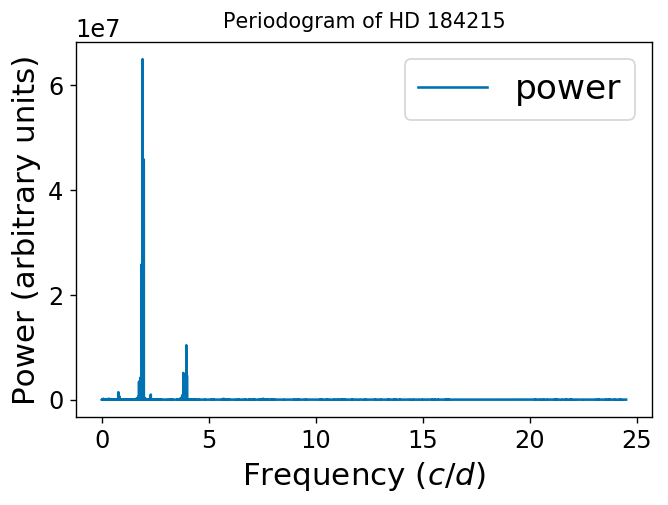 Periodogram of HD 184215
1e7
power
Power (arbitrary units)
6
4
2
0
0 5 10 15 20 25
Frequency (c/d)